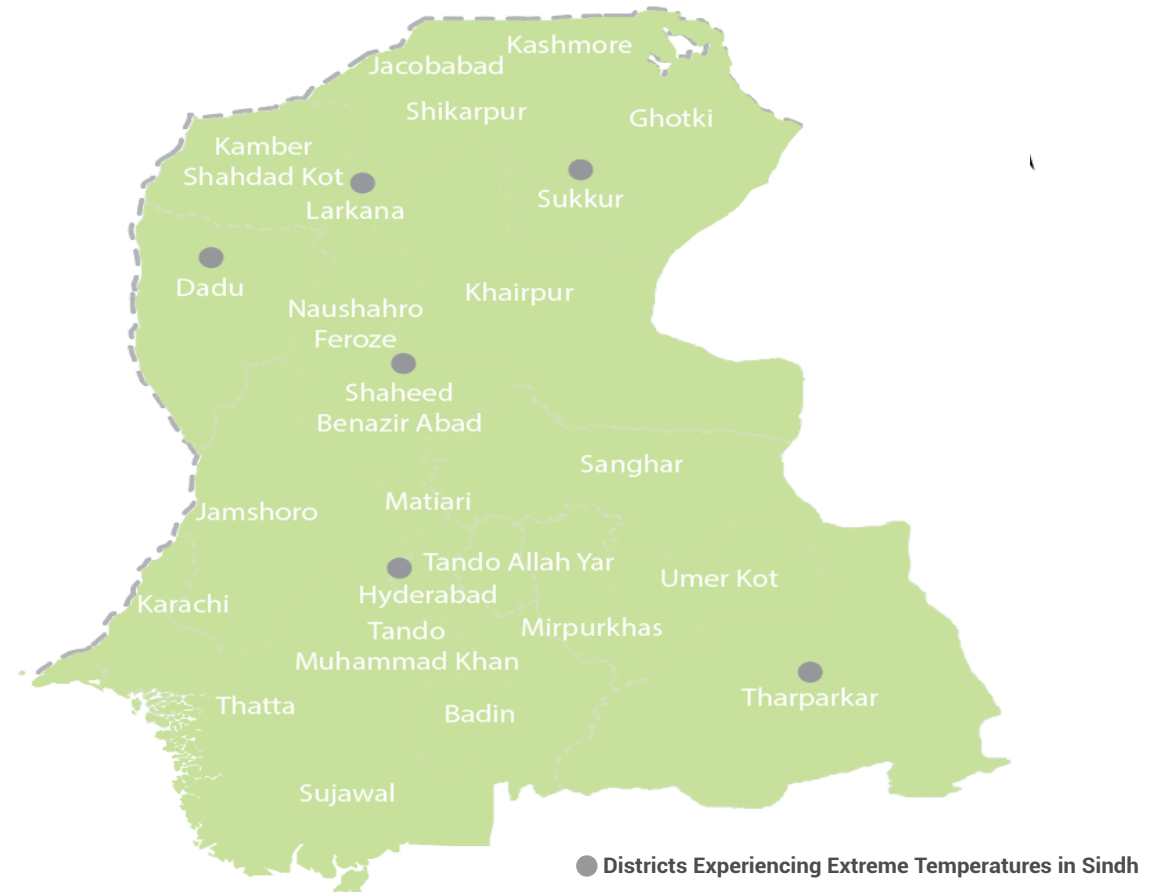 Kashmore
Jacobabad
Shikarpur
Ghotki
Kamber
Shahdad Kot
Larkana
Sukkur
Dadu
Khairpur
Naushahro
Feroze
Shaheed
Benazir Abad
Sanghar
Matiari
Jamshoro
Tando Allah Yar
Umer Kot
Hyderabad
Karachi
Mirpurkhas
Tando
Muhammad Khan
Tharparkar
Thatta
Badin
Sujawal
Districts Experiencing Extreme Temperatures in Sindh